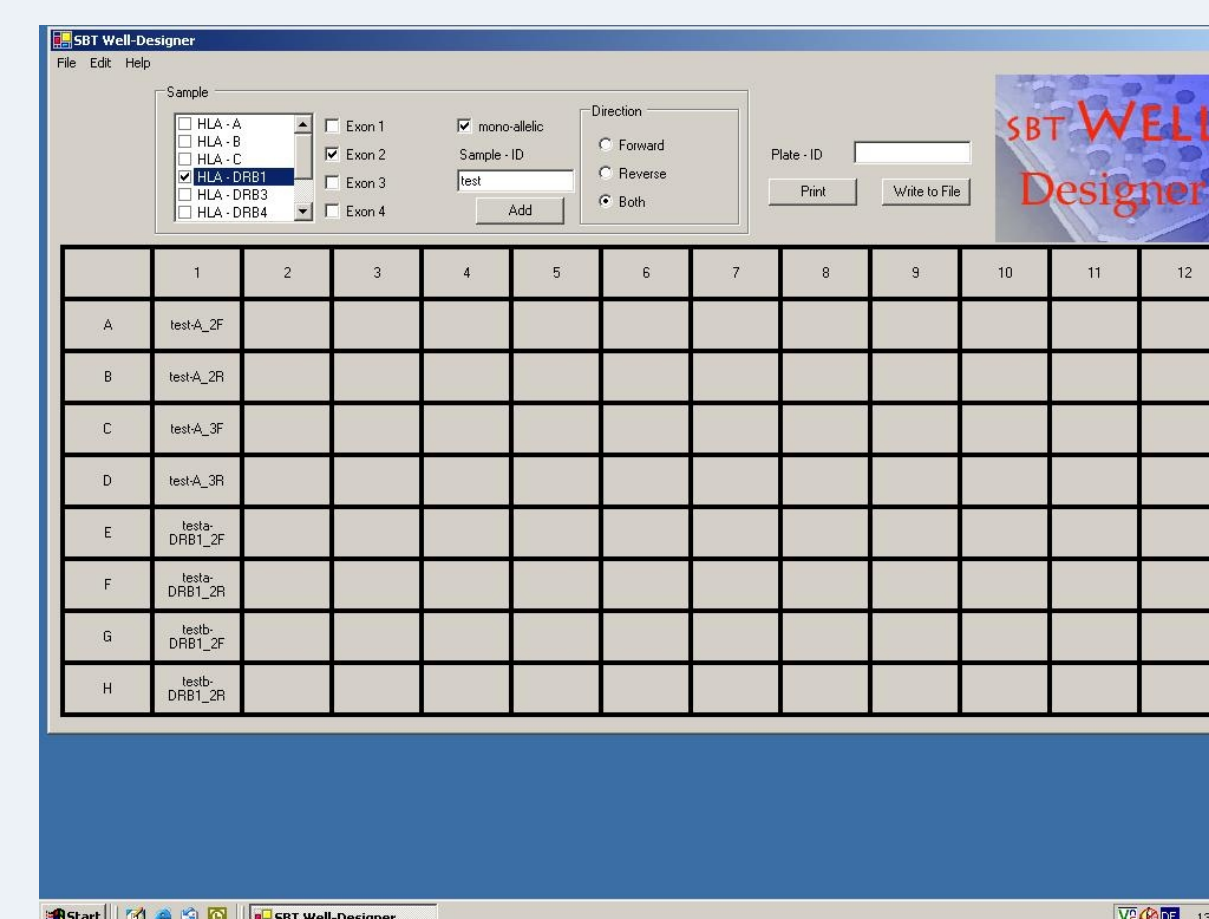 SBT Well-Designer
File Edit Help
Sample
HLA - A
HLA - B
HLA - C
HLA - DRB1
HLA - DRB3
HLA - DRB4
Exon 1
Exon 2
Exon 3
Exon 4
mono-allelic
Sample - ID
test
Add
Direction
Forward
Reverse
Both
Plate - ID
Print
Write to File
SBT WELL
Designer
1 2 3 4 5 6 7 8 9 10 11 12
A test-A_2F
B test-A_2R
C test-A_3F
D test-A_3R
E testa-
DRB1_2F
F testa-
DRB1_2R
G testb-
DRB1_2F
H testb-
DRB1_2R
Start
SBT Well-Designer
DE